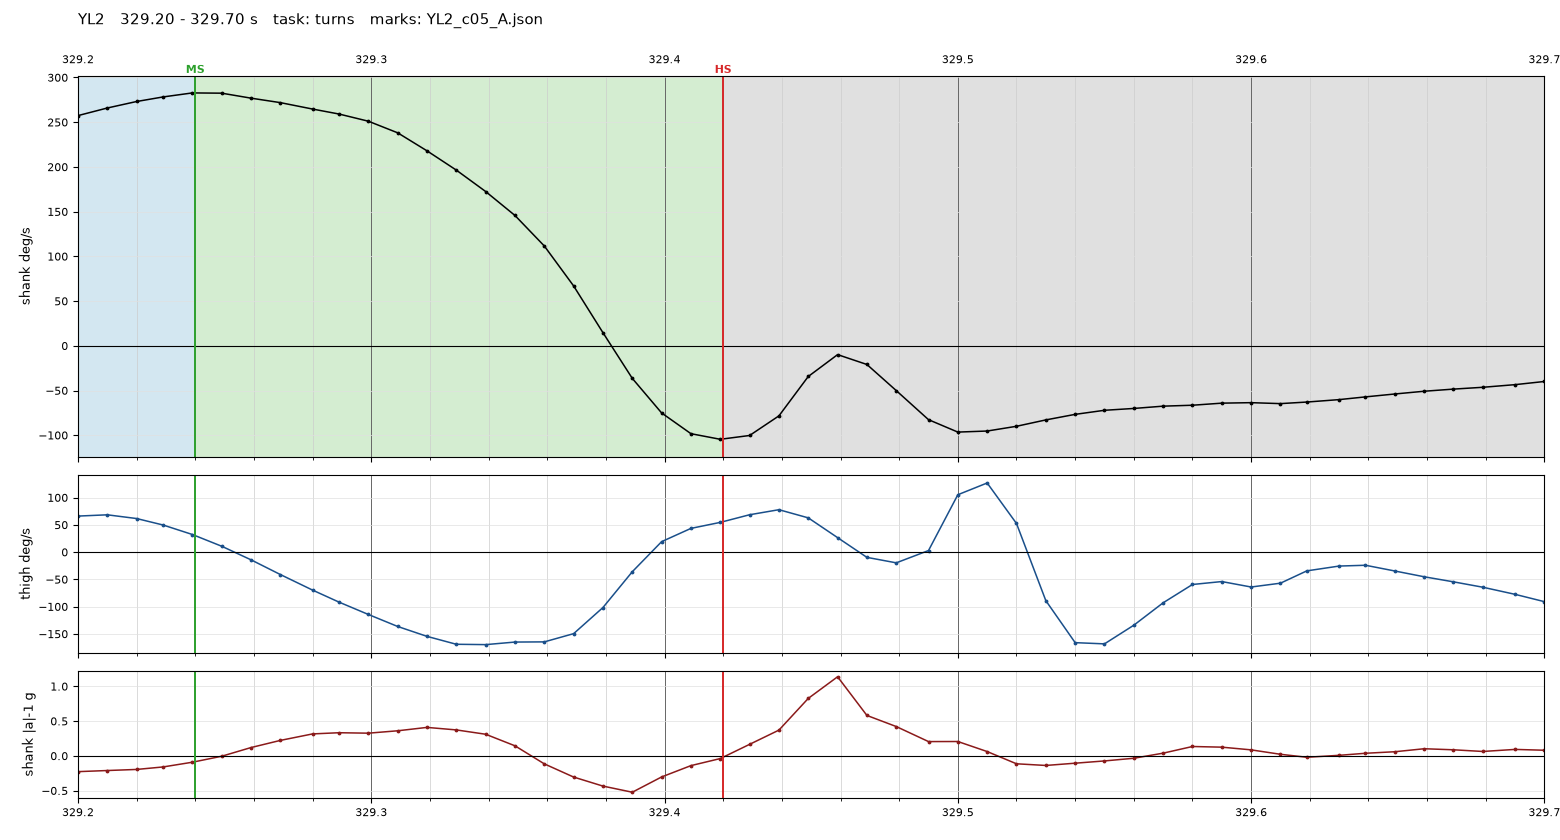 YL2   329.20 - 329.70 s   task: turns   marks: YL2_c05_A.json
329.2 329.3 329.4 329.5 329.6 329.7
MS HS
300
250
200
150
100
50
0
−50
−100
shank deg/s
100
50
0
−50
−100
−150
thigh deg/s
1.0
0.5
0.0
−0.5
shank |a|-1 g
329.2 329.3 329.4 329.5 329.6 329.7